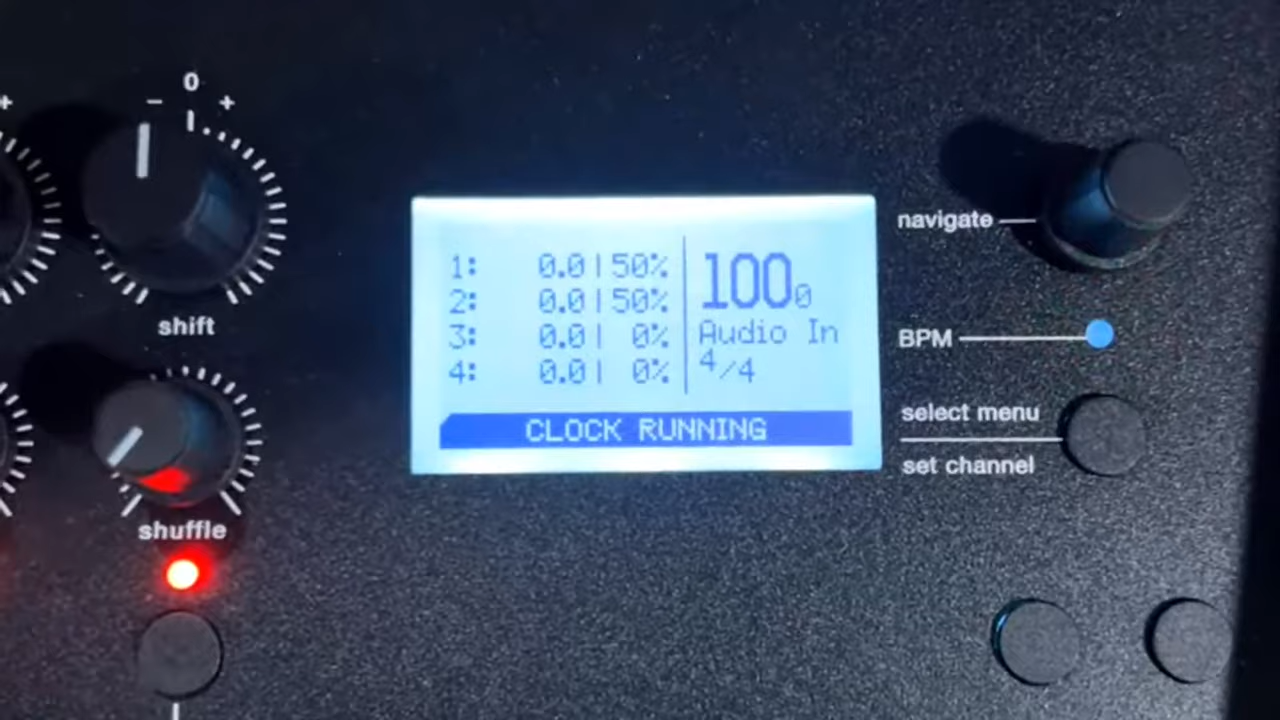 +
0
− +
shift
shuffle
1: 0.0| 50%
2: 0.0| 50%
3: 0.0| 0%
4: 0.0| 0%
100₀
Audio In
4/4
CLOCK RUNNING
navigate
BPM
select menu
set channel